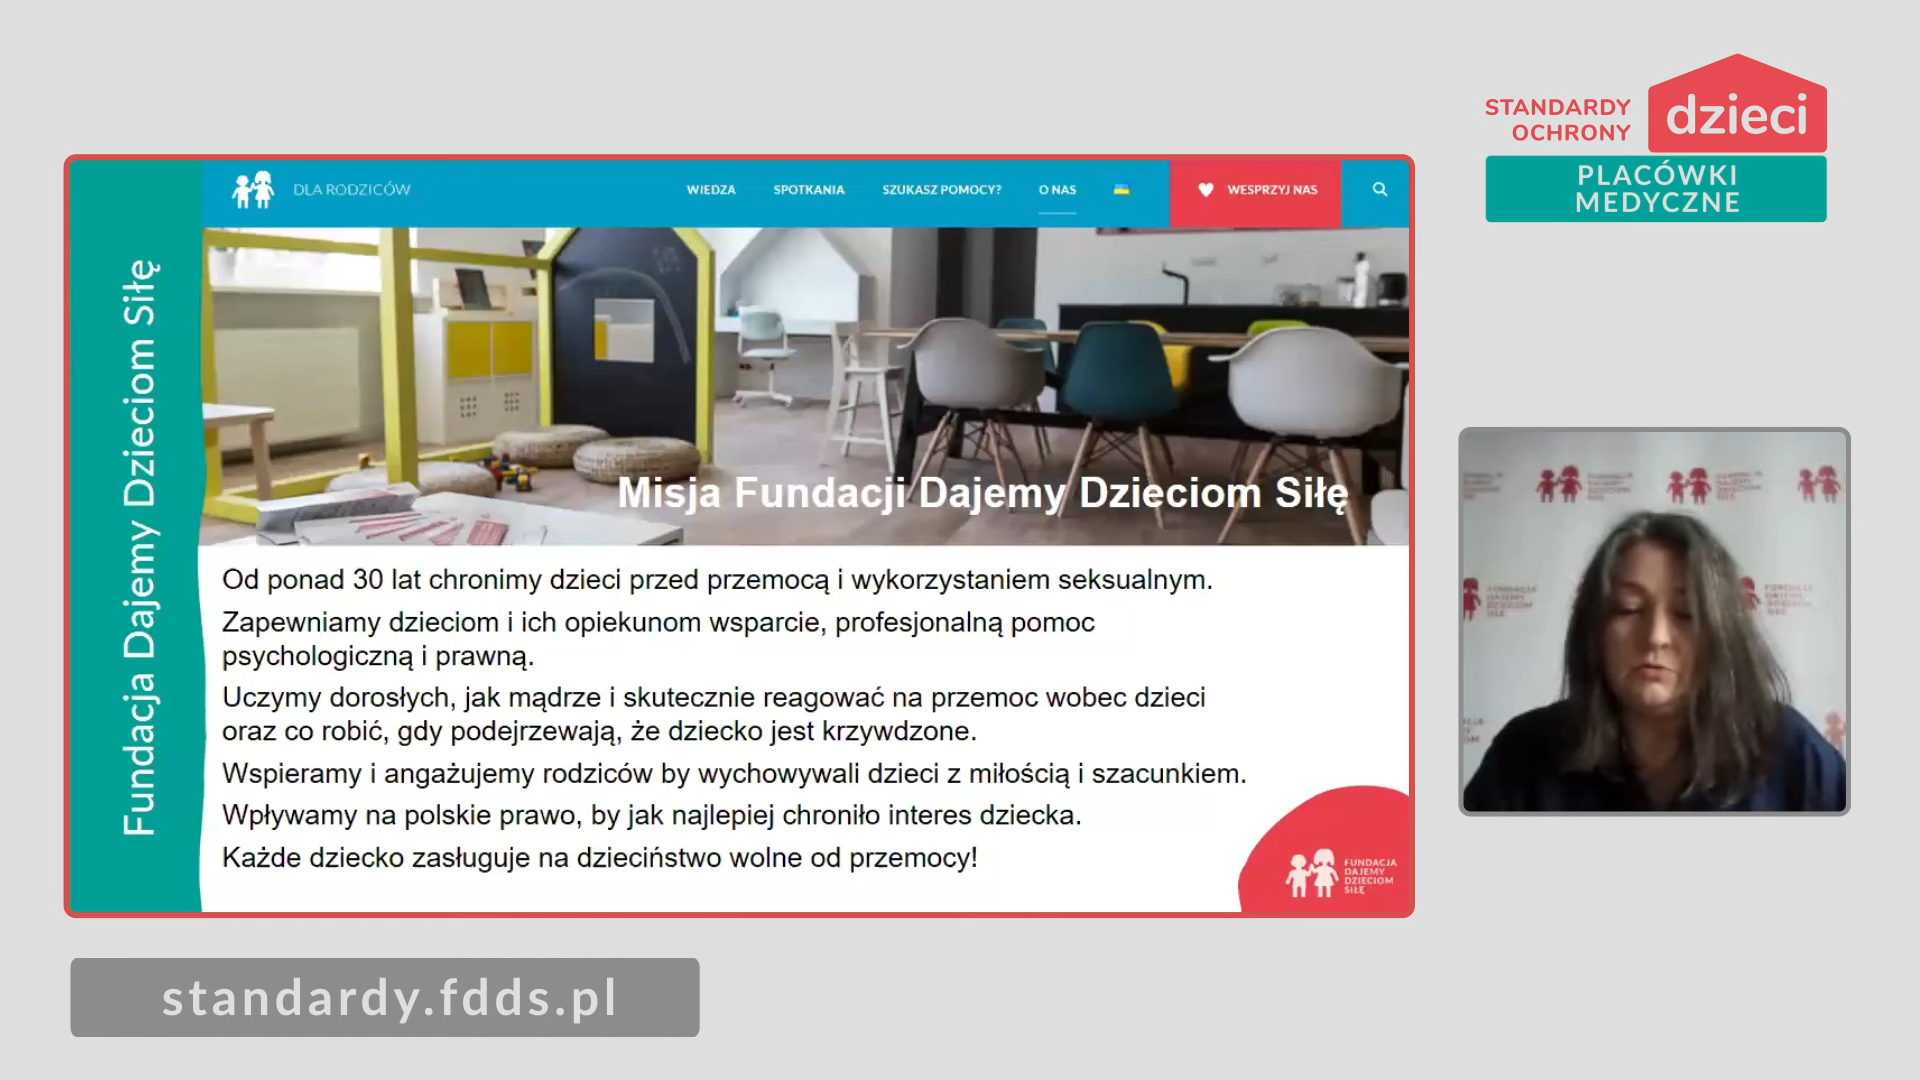 STANDARDY
OCHRONY
dzieci
PLACÓWKI
MEDYCZNE
Fundacja Dajemy Dzieciom Siłę
DLA RODZICÓW
WIEDZA
SPOTKANIA
SZUKASZ POMOCY?
O NAS
WESPRZYJ NAS
Misja Fundacji Dajemy Dzieciom Siłę
Od ponad 30 lat chronimy dzieci przed przemocą i wykorzystaniem seksualnym.
Zapewniamy dzieciom i ich opiekunom wsparcie, profesjonalną pomoc
psychologiczną i prawną.
Uczymy dorosłych, jak mądrze i skutecznie reagować na przemoc wobec dzieci
oraz co robić, gdy podejrzewają, że dziecko jest krzywdzone.
Wspieramy i angażujemy rodziców by wychowywali dzieci z miłością i szacunkiem.
Wpływamy na polskie prawo, by jak najlepiej chroniło interes dziecka.
Każde dziecko zasługuje na dzieciństwo wolne od przemocy!
FUNDACJA
DAJEMY
DZIECIOM
SIŁĘ
standardy.fdds.pl